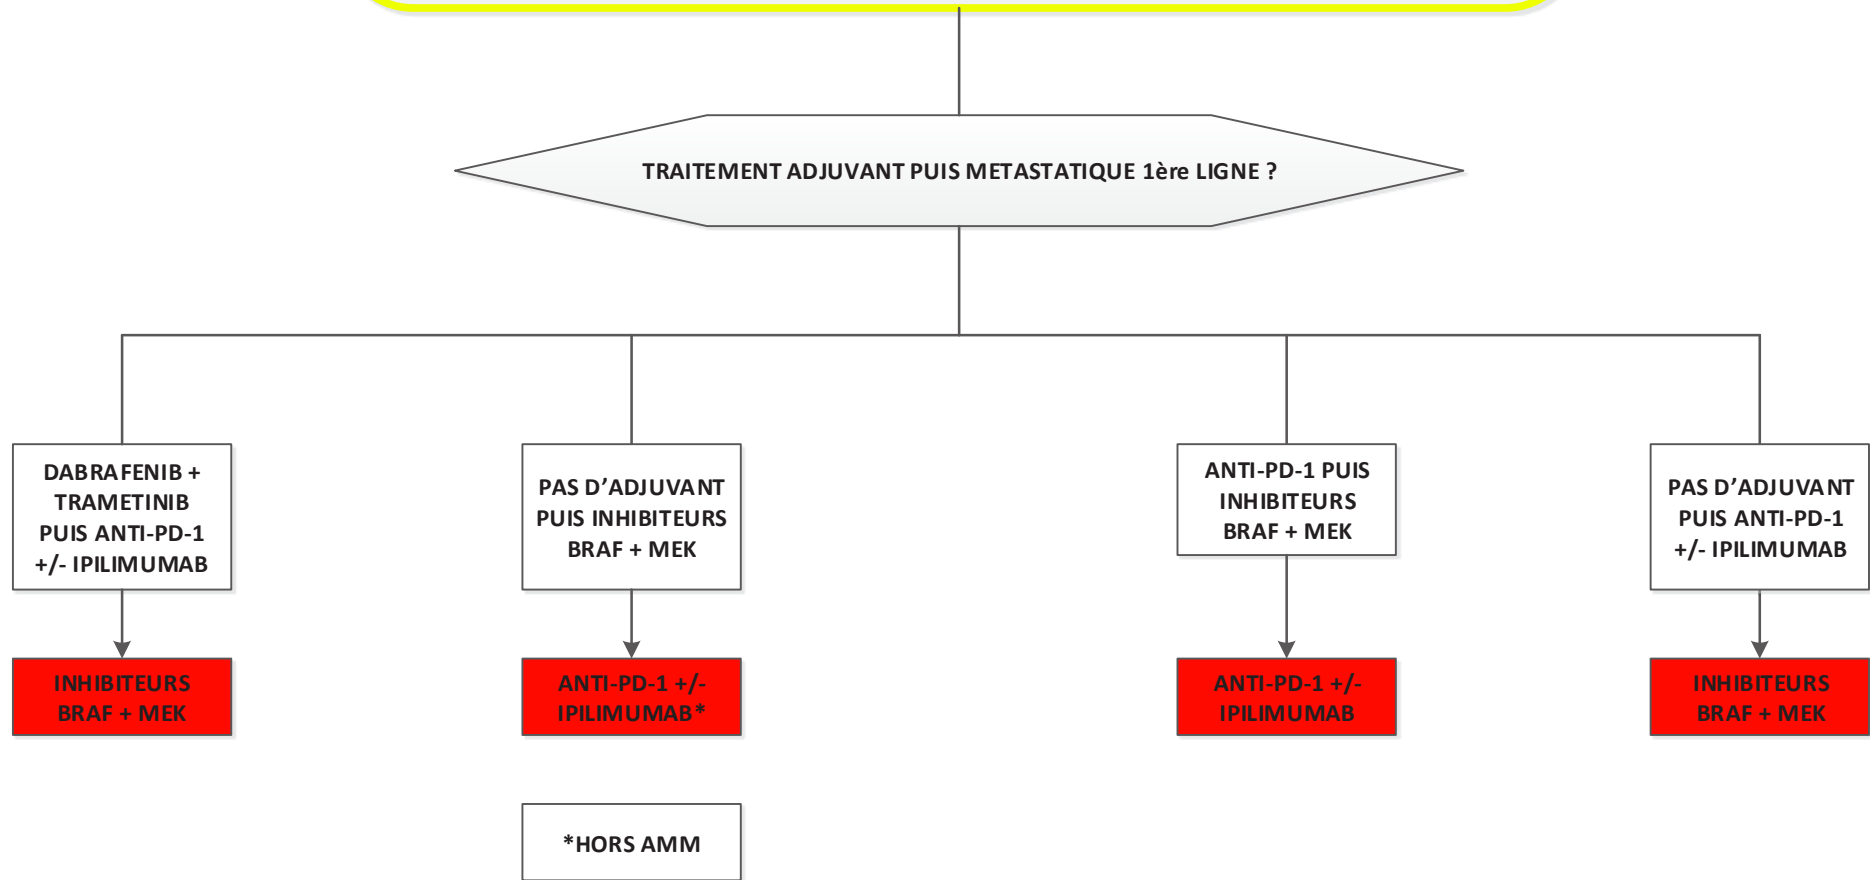 TRAITEMENT ADJUVANT PUIS METASTATIQUE 1ère LIGNE ?
DABRAFENIB +
TRAMETINIB
PUIS ANTI-PD-1
+/- IPILIMUMAB
PAS D’ADJUVANT
PUIS INHIBITEURS
BRAF + MEK
ANTI-PD-1 PUIS
INHIBITEURS
BRAF + MEK
PAS D’ADJUVANT
PUIS ANTI-PD-1
+/- IPILIMUMAB
INHIBITEURS
BRAF + MEK
ANTI-PD-1 +/-
IPILIMUMAB*
ANTI-PD-1 +/-
IPILIMUMAB
INHIBITEURS
BRAF + MEK
*HORS AMM